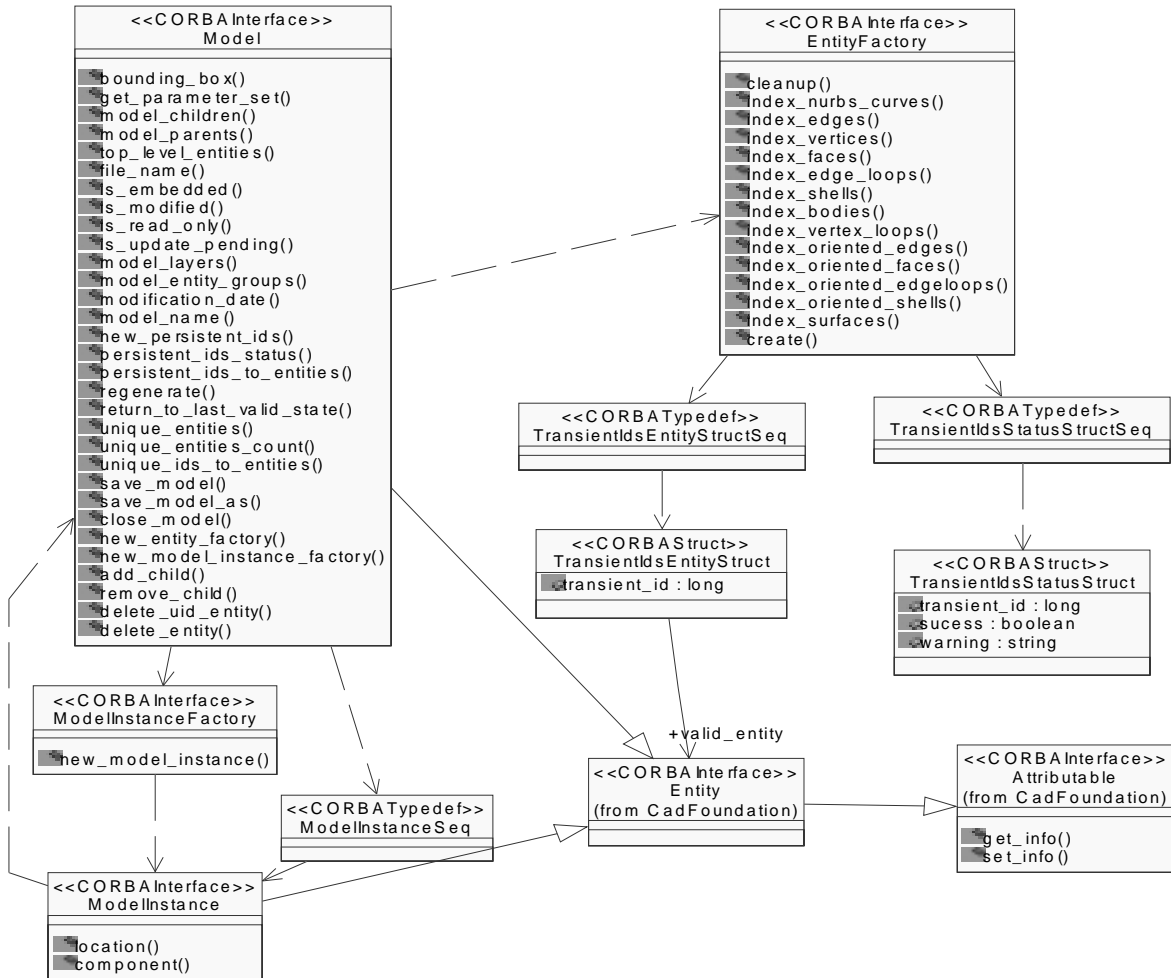 <<CORBAInterface>>
Model
bounding_box()
get_parameter_set()
model_children()
model_parents()
top_level_entities()
file_name()
is_embedded()
is_modified()
is_read_only()
is_update_pending()
model_layers()
model_entity_groups()
modification_date()
model_name()
new_persistent_ids()
persistent_ids_status()
persistent_ids_to_entities()
regenerate()
return_to_last_valid_state()
unique_entities()
unique_entities_count()
unique_ids_to_entities()
save_model()
save_model_as()
close_model()
new_entity_factory()
new_model_instance_factory()
add_child()
remove_child()
delete_uid_entity()
delete_entity()
<<CORBAInterface>>
EntityFactory
cleanup()
index_nurbs_curves()
index_edges()
index_vertices()
index_faces()
index_edge_loops()
index_shells()
index_bodies()
index_vertex_loops()
index_oriented_edges()
index_oriented_faces()
index_oriented_edgeloops()
index_oriented_shells()
index_surfaces()
create()
<<CORBATypedef>>
TransientIdsEntityStructSeq
<<CORBATypedef>>
TransientIdsStatusStructSeq
<<CORBAStruct>>
TransientIdsEntityStruct
transient_id : long
<<CORBAStruct>>
TransientIdsStatusStruct
transient_id : long
sucess : boolean
warning : string
<<CORBAInterface>>
ModelInstanceFactory
new_model_instance()
+valid_entity
<<CORBAInterface>>
Entity
(from CadFoundation)
<<CORBAInterface>>
Attributable
(from CadFoundation)
get_info()
set_info()
<<CORBATypedef>>
ModelInstanceSeq
<<CORBAInterface>>
ModelInstance
location()
component()